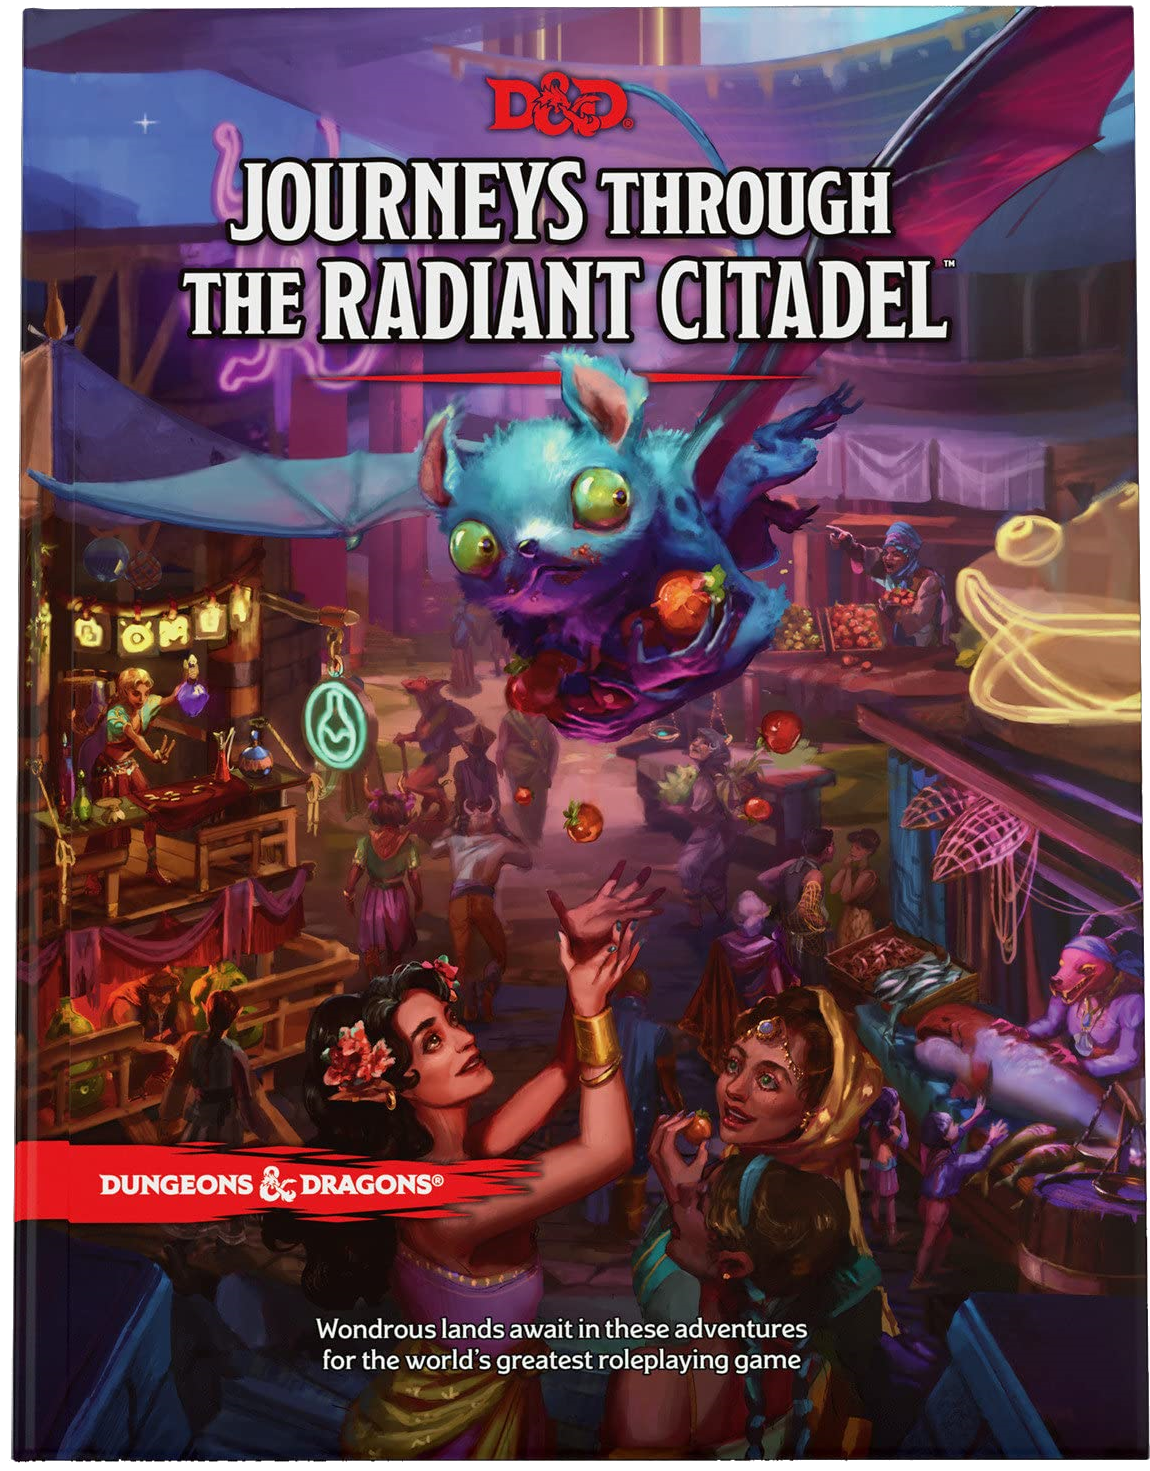 D&D®
JOURNEYS THROUGH
THE RADIANT CITADEL™
DUNGEONS & DRAGONS®
Wondrous lands await in these adventures
for the world's greatest roleplaying game